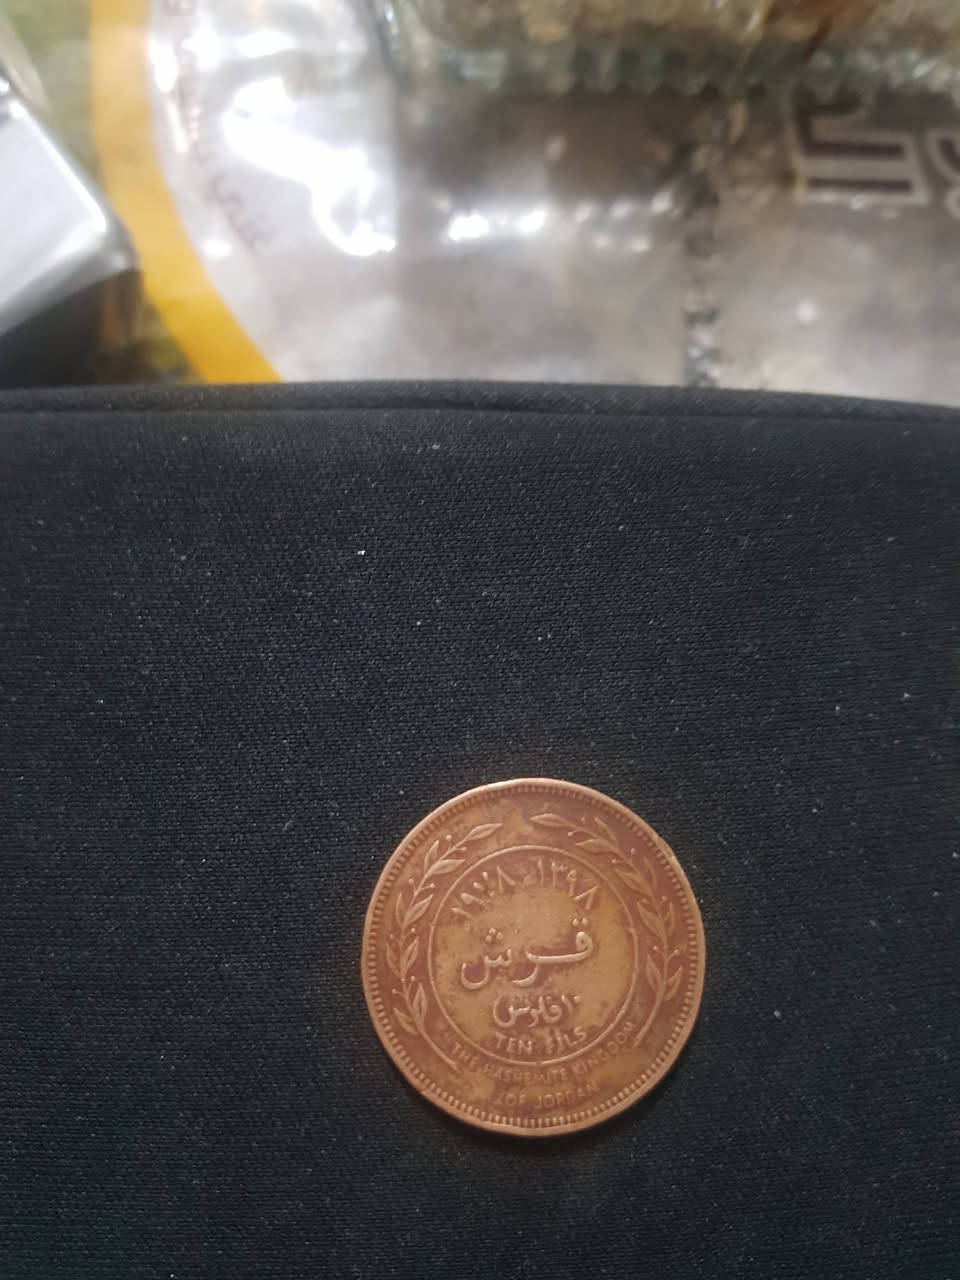 ١٣٩٨ - ١٩٧٨
قرش
١٠ فلوس
TEN FILS
THE HASHEMITE KINGDOM
OF JORDAN